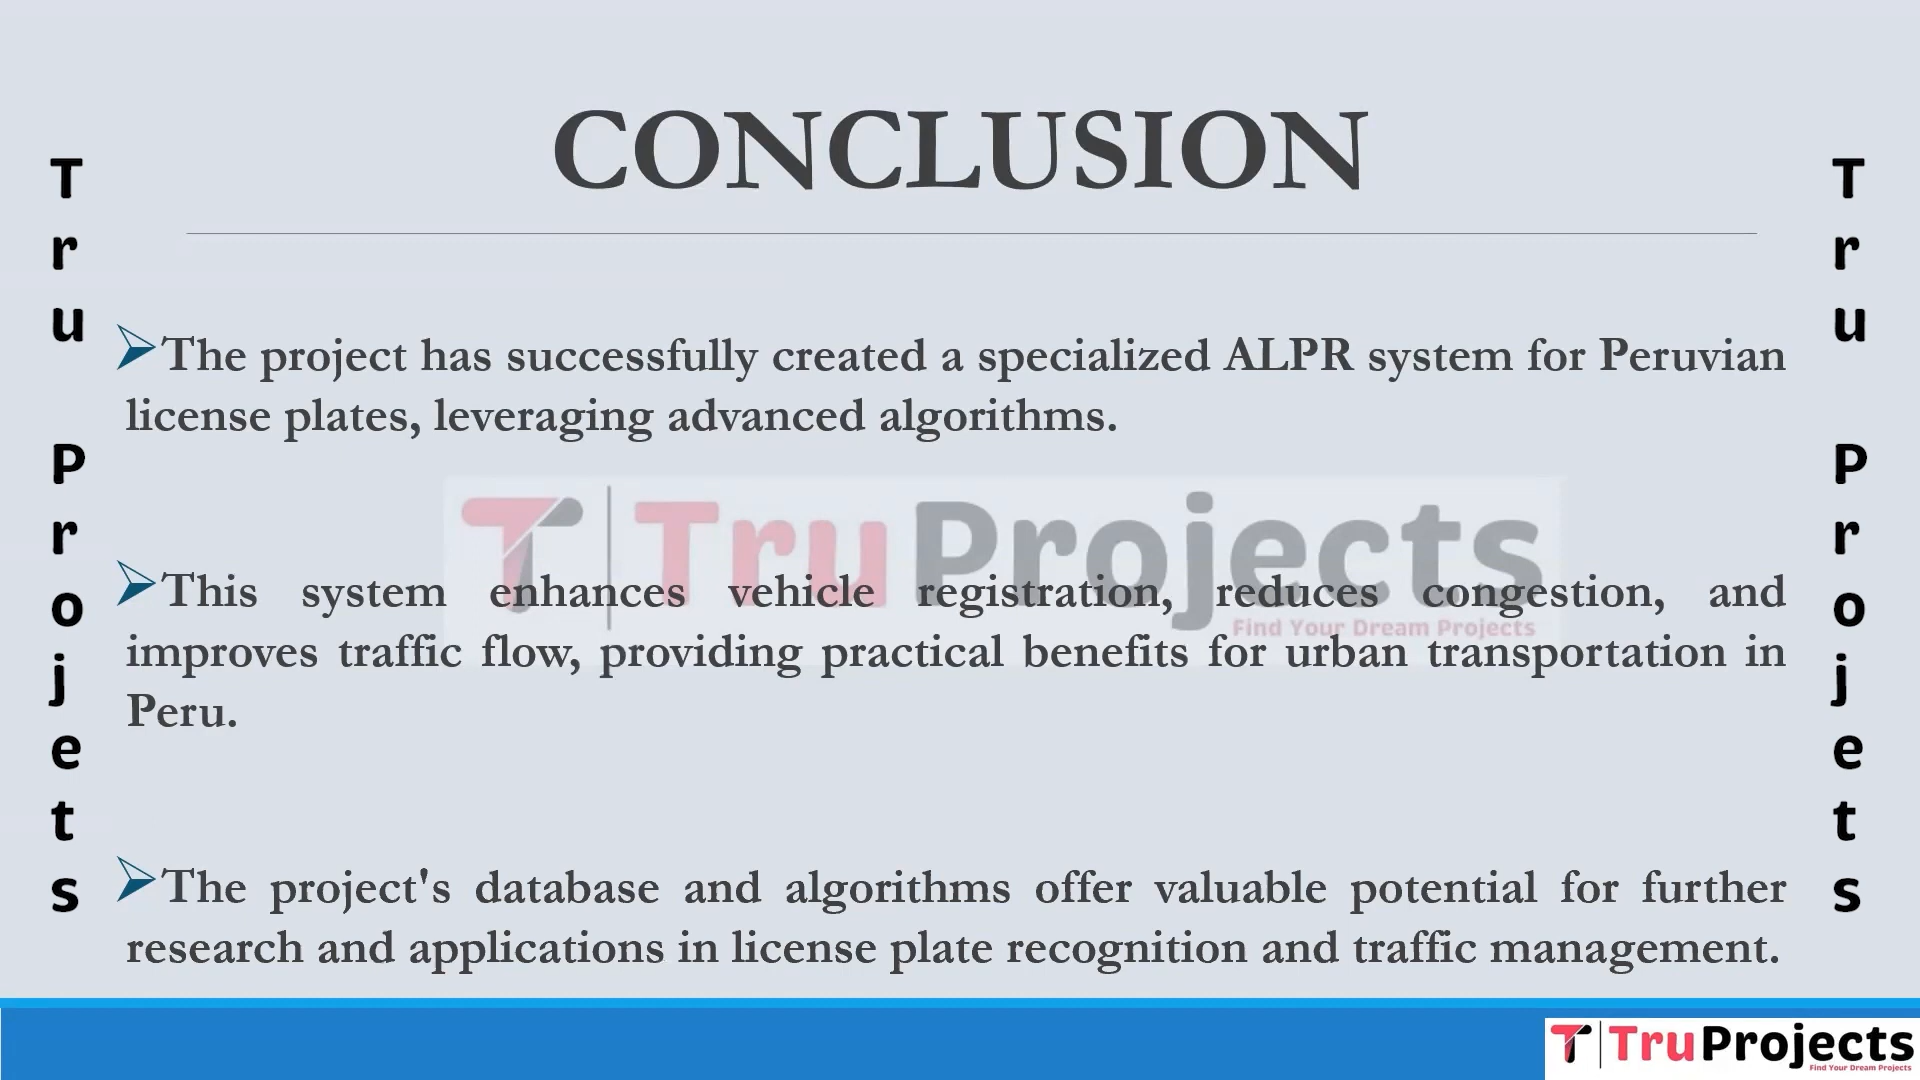 CONCLUSION
Tru Projets
Tru Projets
➢The project has successfully created a specialized ALPR system for Peruvian
license plates, leveraging advanced algorithms.
TruProjects
Find Your Dream Projects
➢This system enhances vehicle registration, reduces congestion, and
improves traffic flow, providing practical benefits for urban transportation in
Peru.
➢The project's database and algorithms offer valuable potential for further
research and applications in license plate recognition and traffic management.
TruProjects
Find Your Dream Projects